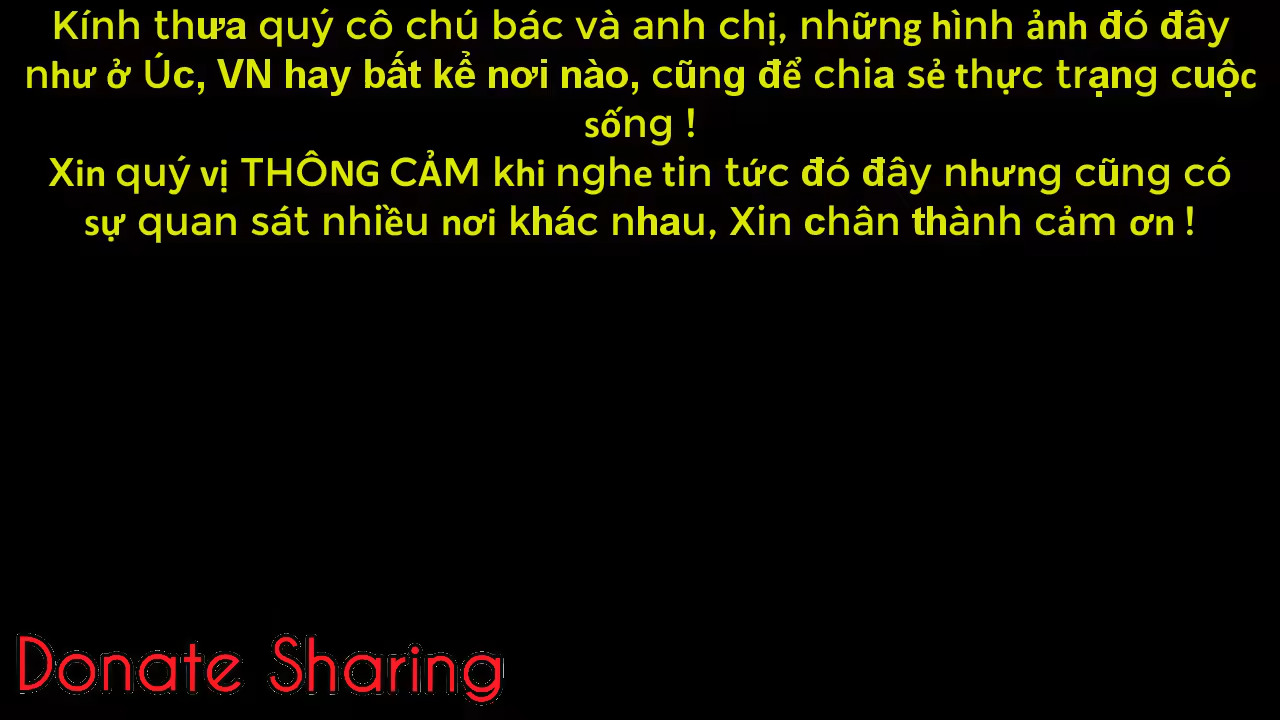 Kính thưa quý cô chú bác và anh chị, những hình ảnh đó đây
như ở Úc, VN hay bất kể nơi nào, cũng để chia sẻ thực trạng cuộc
sống !
Xin quý vị THÔNG CẢM khi nghe tin tức đó đây nhưng cũng có
sự quan sát nhiều nơi khác nhau, Xin chân thành cảm ơn !
Donate Sharing